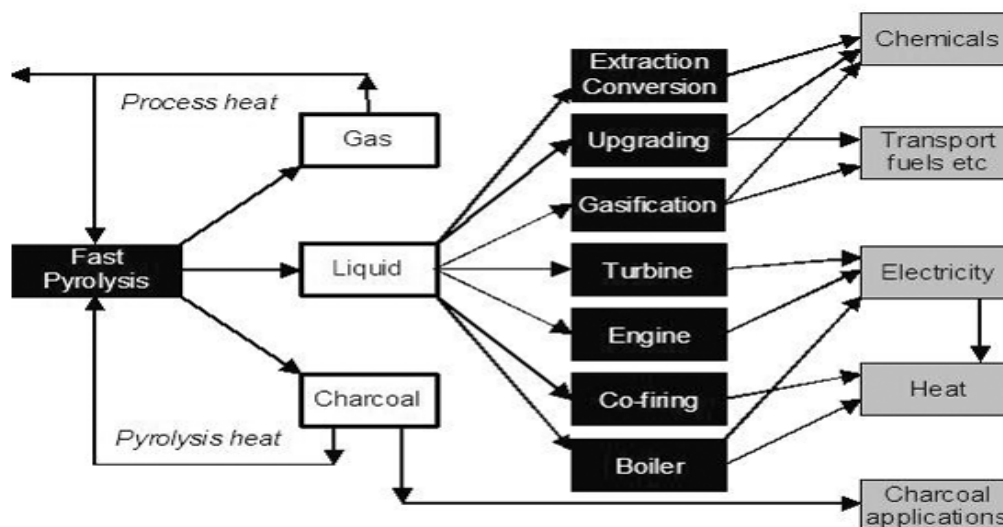 Process heat
Gas
Fast
Pyrolysis
Liquid
Charcoal
Pyrolysis heat
Extraction
Conversion
Upgrading
Gasification
Turbine
Engine
Co-firing
Boiler
Chemicals
Transport
fuels etc
Electricity
Heat
Charcoal
applications